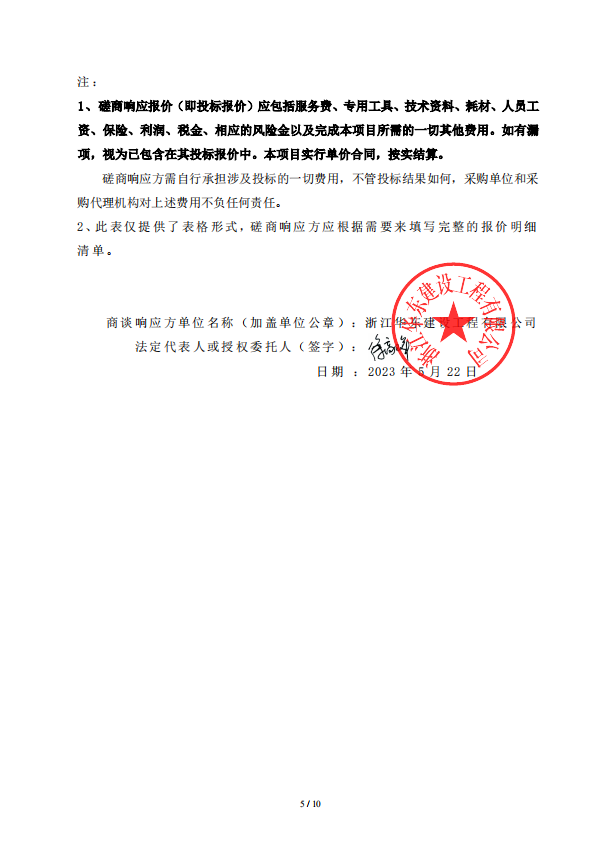 注：
1、磋商响应报价（即投标报价）应包括服务费、专用工具、技术资料、耗材、人员工
资、保险、利润、税金、相应的风险金以及完成本项目所需的一切其他费用。如有漏
项，视为已包含在其投标报价中。本项目实行单价合同，按实结算。
磋商响应方需自行承担涉及投标的一切费用，不管投标结果如何，采购单位和采
购代理机构对上述费用不负任何责任。
2、此表仅提供了表格形式，磋商响应方应根据需要来填写完整的报价明细
清单。
商谈响应方单位名称（加盖单位公章）：浙江华东建设工程有限公司
法定代表人或授权委托人（签字）：
日期 ：2023 年 5 月 22 日
浙江华东建设工程有限公司
5 / 10